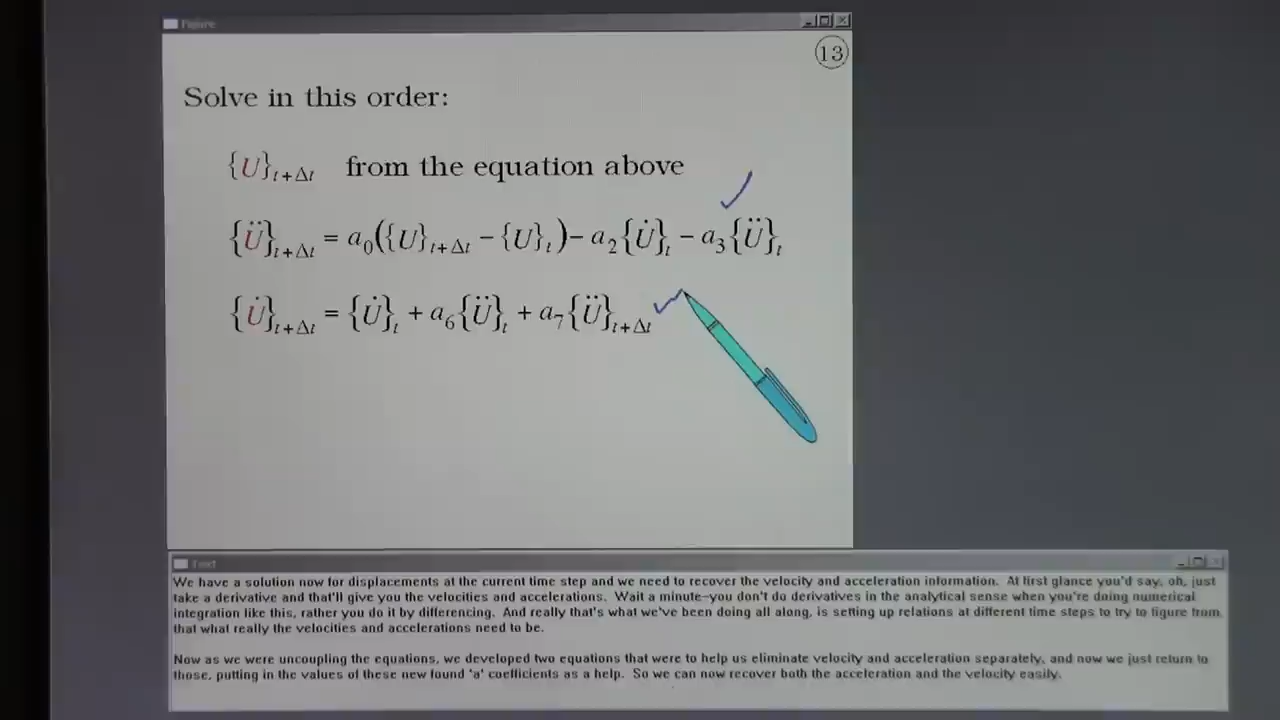 Figure
13
Solve in this order:
{U}t+Δt from the equation above
{Ü}t+Δt = a0({U}t+Δt − {U}t) − a2{U̇}t − a3{Ü}t
{U̇}t+Δt = {U̇}t + a6{Ü}t + a7{Ü}t+Δt
Text
We have a solution now for displacements at the current time step and we need to recover the velocity and acceleration information. At first glance you'd say, oh, just
take a derivative and that'll give you the velocities and accelerations. Wait a minute--you don't do derivatives in the analytical sense when you're doing numerical
integration like this, rather you do it by differencing. And really that's what we've been doing all along, is setting up relations at different time steps to try to figure from
that what really the velocities and accelerations need to be.
Now as we were uncoupling the equations, we developed two equations that were to help us eliminate velocity and acceleration separately, and now we just return to
those, putting in the values of these new found 'a' coefficients as a help. So we can now recover both the acceleration and the velocity easily.